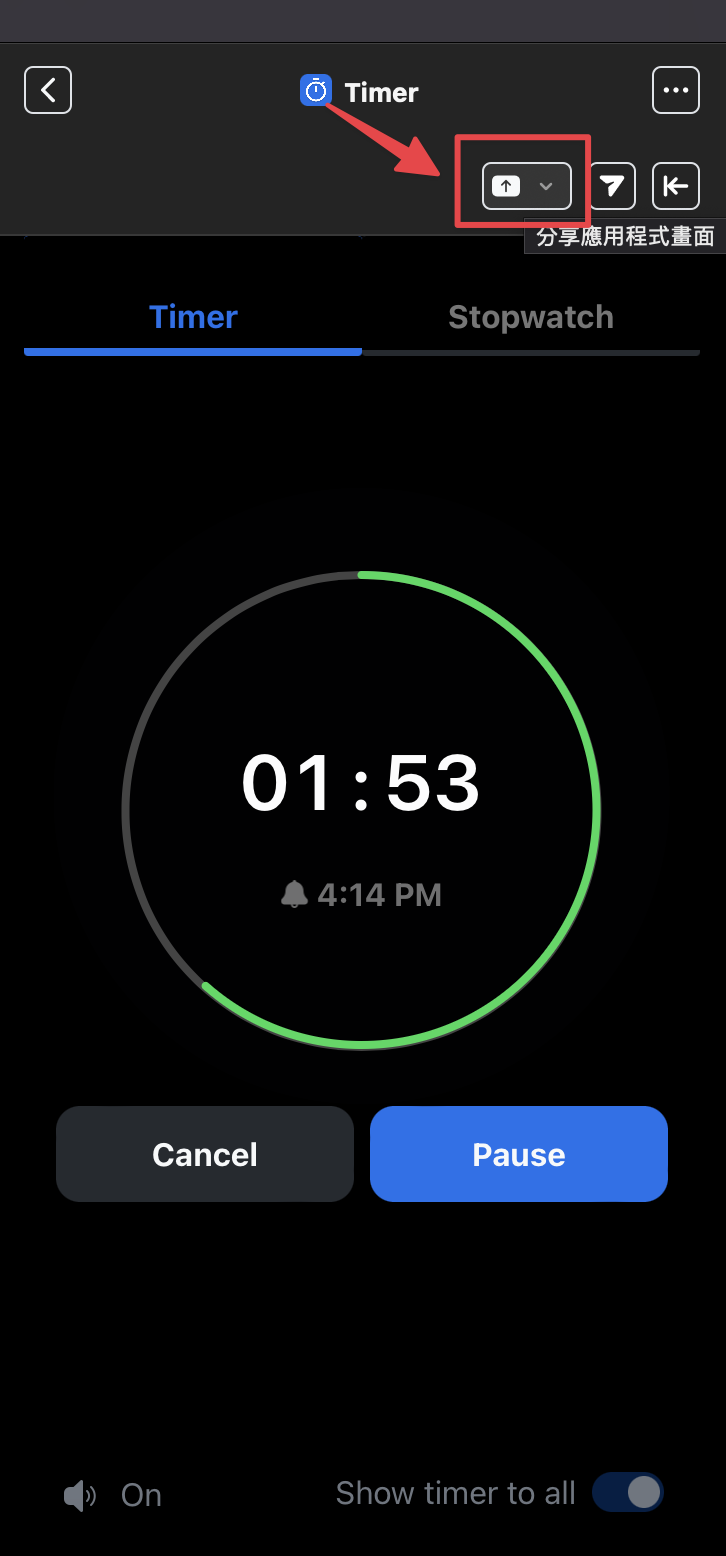 Timer
分享應用程式畫面
Timer
Stopwatch
01:53
4:14 PM
Cancel
Pause
On
Show timer to all